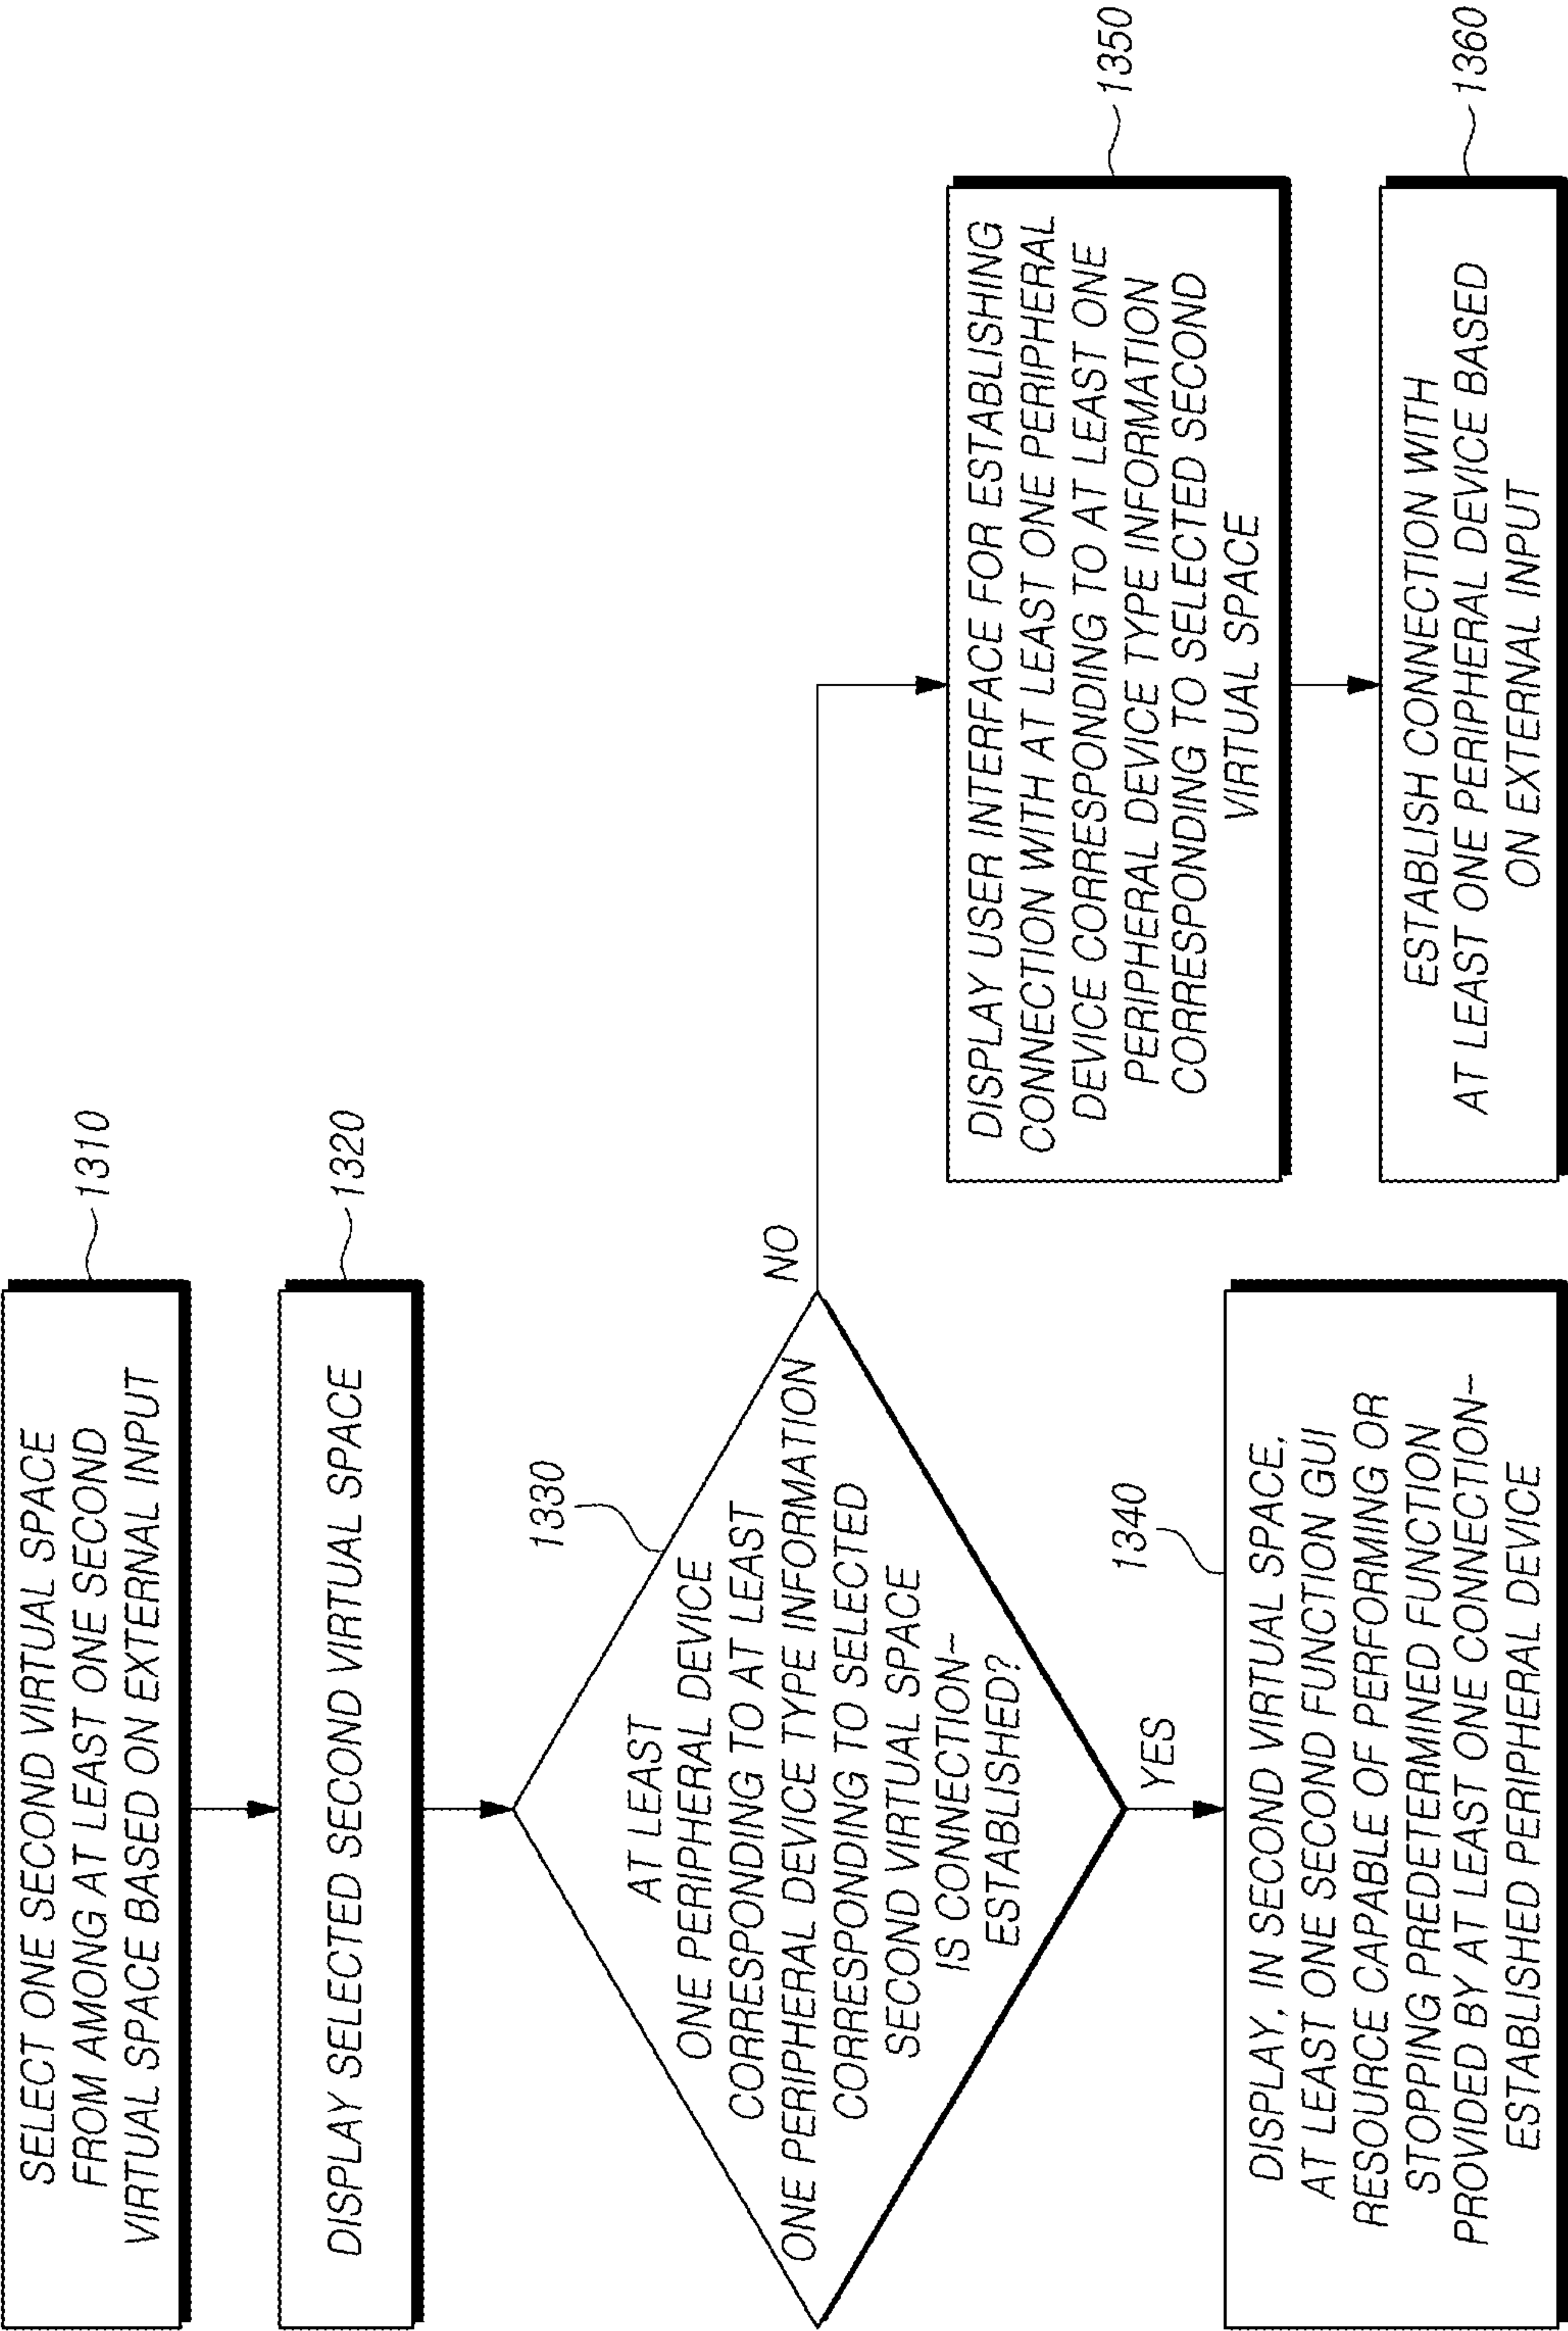 SELECT ONE SECOND VIRTUAL SPACE
FROM AMONG AT LEAST ONE SECOND
VIRTUAL SPACE BASED ON EXTERNAL INPUT
1310
DISPLAY SELECTED SECOND VIRTUAL SPACE
1320
1330
AT LEAST
ONE PERIPHERAL DEVICE
CORRESPONDING TO AT LEAST
ONE PERIPHERAL DEVICE TYPE INFORMATION
CORRESPONDING TO SELECTED
SECOND VIRTUAL SPACE
IS CONNECTION-
ESTABLISHED?
NO
YES
1340
DISPLAY, IN SECOND VIRTUAL SPACE,
AT LEAST ONE SECOND FUNCTION GUI
RESOURCE CAPABLE OF PERFORMING OR
STOPPING PREDETERMINED FUNCTION
PROVIDED BY AT LEAST ONE CONNECTION-
ESTABLISHED PERIPHERAL DEVICE
1350
DISPLAY USER INTERFACE FOR ESTABLISHING
CONNECTION WITH AT LEAST ONE PERIPHERAL
DEVICE CORRESPONDING TO AT LEAST ONE
PERIPHERAL DEVICE TYPE INFORMATION
CORRESPONDING TO SELECTED SECOND
VIRTUAL SPACE
1360
ESTABLISH CONNECTION WITH
AT LEAST ONE PERIPHERAL DEVICE BASED
ON EXTERNAL INPUT